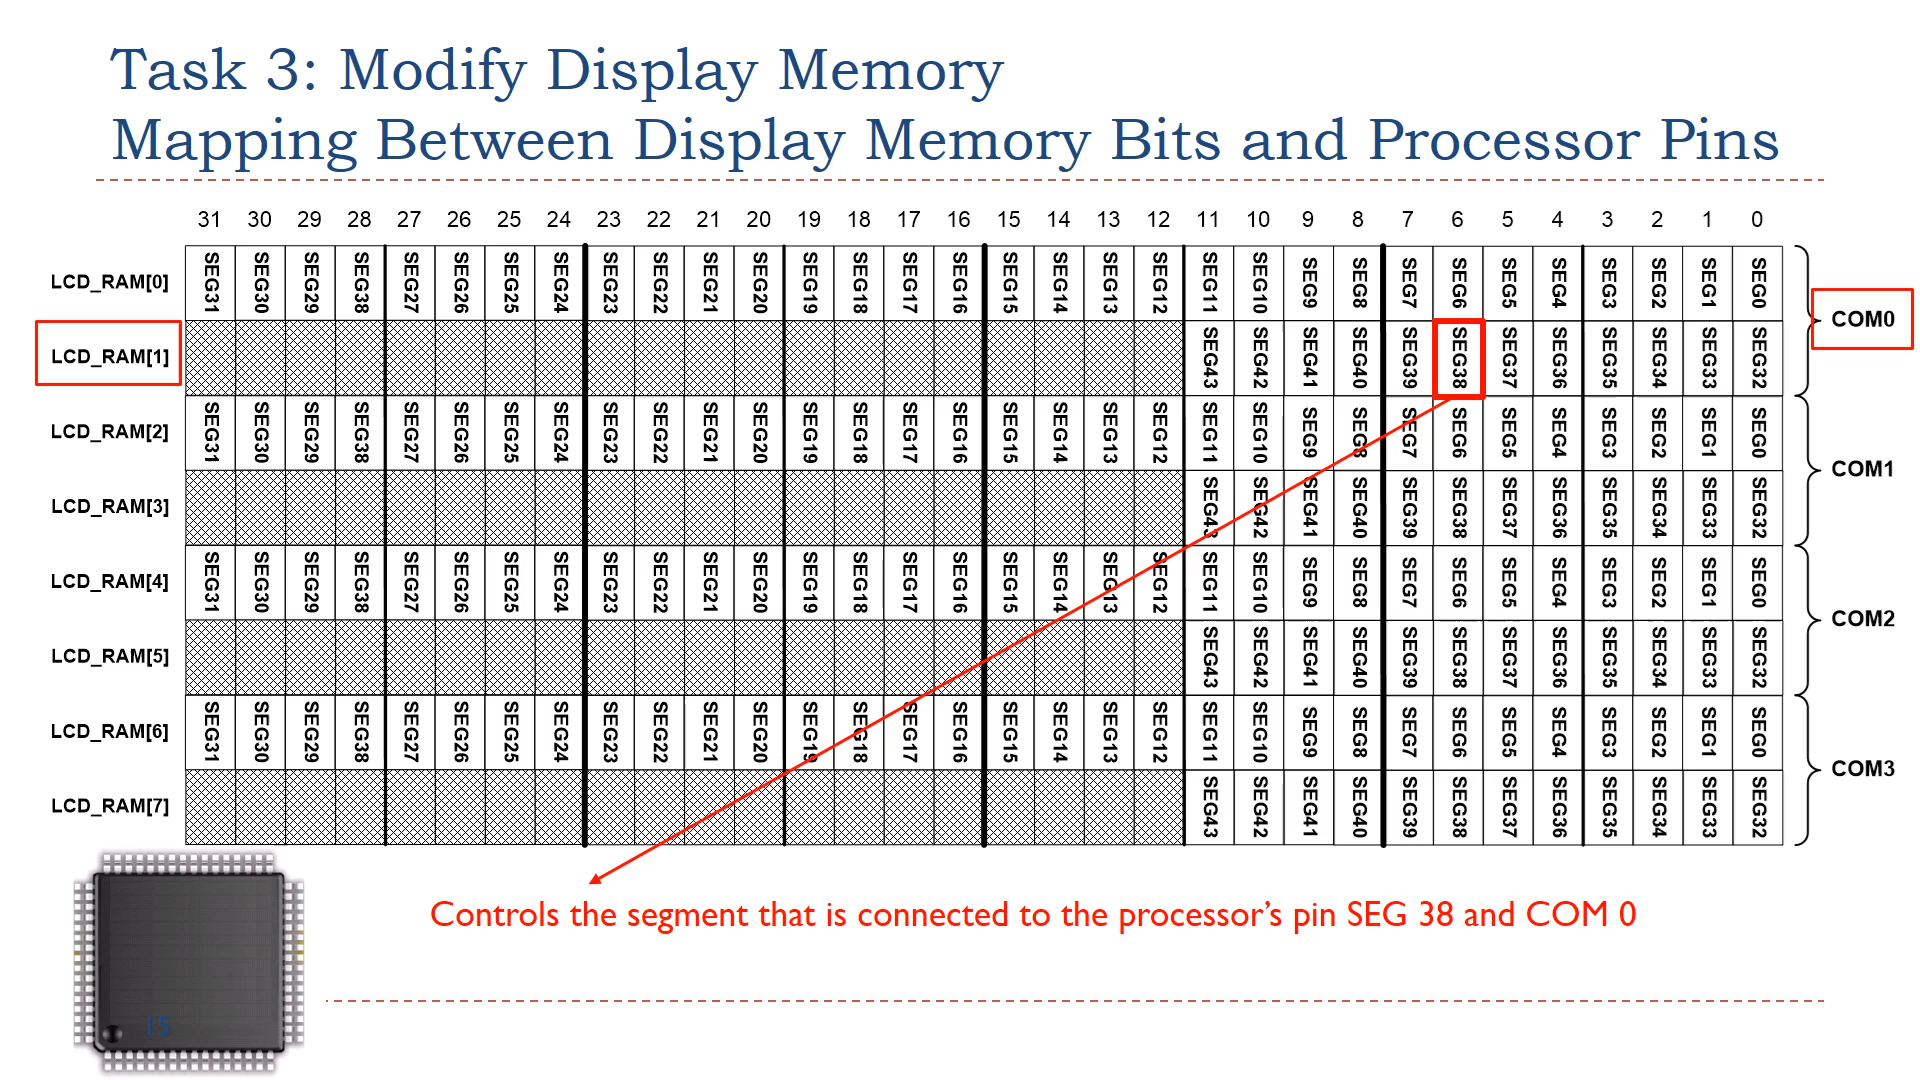 Task 3: Modify Display Memory
Mapping Between Display Memory Bits and Processor Pins
31 30 29 28 27 26 25 24 23 22 21 20 19 18 17 16 15 14 13 12 11 10 9 8 7 6 5 4 3 2 1 0
LCD_RAM[0] SEG31 SEG30 SEG29 SEG38 SEG27 SEG26 SEG25 SEG24 SEG23 SEG22 SEG21 SEG20 SEG19 SEG18 SEG17 SEG16 SEG15 SEG14 SEG13 SEG12 SEG11 SEG10 SEG9 SEG8 SEG7 SEG6 SEG5 SEG4 SEG3 SEG2 SEG1 SEG0
COM0
LCD_RAM[1] SEG43 SEG42 SEG41 SEG40 SEG39 SEG38 SEG37 SEG36 SEG35 SEG34 SEG33 SEG32
LCD_RAM[2] SEG31 SEG30 SEG29 SEG38 SEG27 SEG26 SEG25 SEG24 SEG23 SEG22 SEG21 SEG20 SEG19 SEG18 SEG17 SEG16 SEG15 SEG14 SEG13 SEG12 SEG11 SEG10 SEG9 SEG8 SEG7 SEG6 SEG5 SEG4 SEG3 SEG2 SEG1 SEG0
COM1
LCD_RAM[3] SEG43 SEG42 SEG41 SEG40 SEG39 SEG38 SEG37 SEG36 SEG35 SEG34 SEG33 SEG32
LCD_RAM[4] SEG31 SEG30 SEG29 SEG38 SEG27 SEG26 SEG25 SEG24 SEG23 SEG22 SEG21 SEG20 SEG19 SEG18 SEG17 SEG16 SEG15 SEG14 SEG13 SEG12 SEG11 SEG10 SEG9 SEG8 SEG7 SEG6 SEG5 SEG4 SEG3 SEG2 SEG1 SEG0
COM2
LCD_RAM[5] SEG43 SEG42 SEG41 SEG40 SEG39 SEG38 SEG37 SEG36 SEG35 SEG34 SEG33 SEG32
LCD_RAM[6] SEG31 SEG30 SEG29 SEG38 SEG27 SEG26 SEG25 SEG24 SEG23 SEG22 SEG21 SEG20 SEG19 SEG18 SEG17 SEG16 SEG15 SEG14 SEG13 SEG12 SEG11 SEG10 SEG9 SEG8 SEG7 SEG6 SEG5 SEG4 SEG3 SEG2 SEG1 SEG0
COM3
LCD_RAM[7] SEG43 SEG42 SEG41 SEG40 SEG39 SEG38 SEG37 SEG36 SEG35 SEG34 SEG33 SEG32
Controls the segment that is connected to the processor's pin SEG 38 and COM 0
15